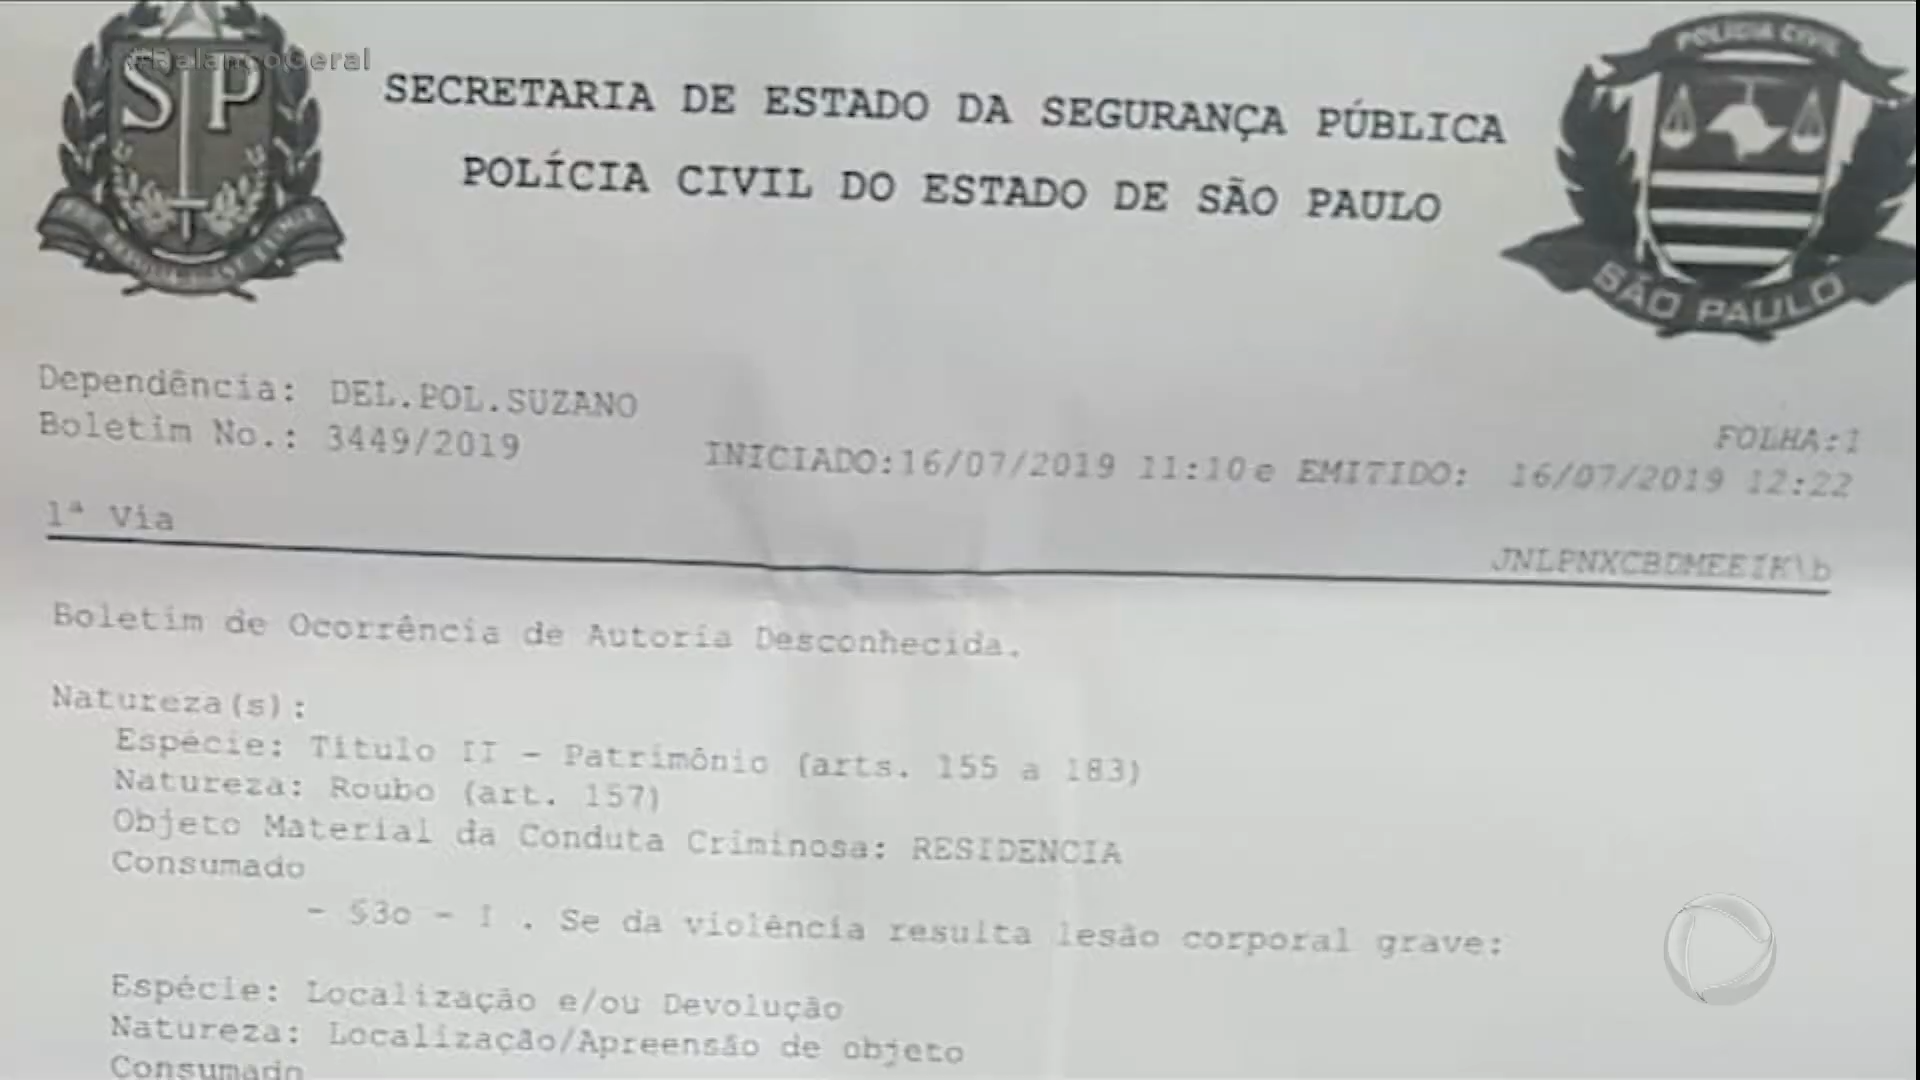 #BalançoGeral
SP
POLÍCIA CIVIL
SÃO PAULO
SECRETARIA DE ESTADO DA SEGURANÇA PÚBLICA
POLÍCIA CIVIL DO ESTADO DE SÃO PAULO
Dependência: DEL.POL.SUZANO
Boletim No.: 3449/2019
FOLHA:1
INICIADO:16/07/2019 11:10 e EMITIDO: 16/07/2019 12:22
1ª Via
JNLPNXCBDMEEIK\b
Boletim de Ocorrência de Autoria Desconhecida.
Natureza(s):
Espécie: Título II - Patrimônio (arts. 155 a 183)
Natureza: Roubo (art. 157)
Objeto Material da Conduta Criminosa: RESIDENCIA
Consumado
- §3o - I . Se da violência resulta lesão corporal grave:
Espécie: Localização e/ou Devolução
Natureza: Localização/Apreensão de objeto
Consumado